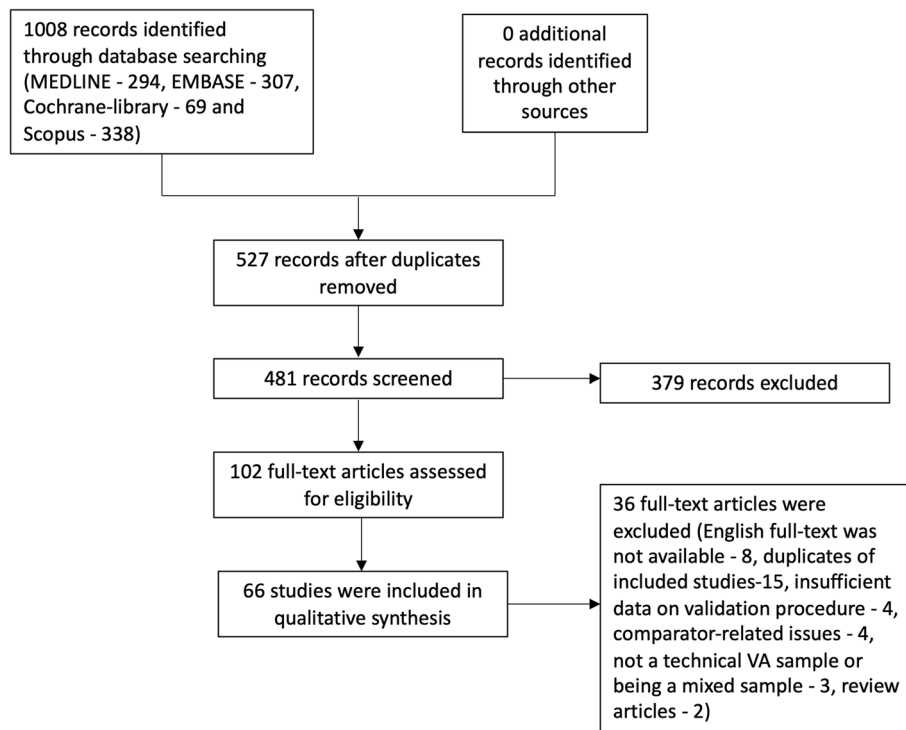 1008 records identified
through database searching
(MEDLINE - 294, EMBASE - 307,
Cochrane-library - 69 and
Scopus - 338)
0 additional
records identified
through other
sources
527 records after duplicates
removed
481 records screened
379 records excluded
102 full-text articles assessed
for eligibility
66 studies were included in
qualitative synthesis
36 full-text articles were
excluded (English full-text was
not available - 8, duplicates of
included studies-15, insufficient
data on validation procedure - 4,
comparator-related issues - 4,
not a technical VA sample or
being a mixed sample - 3, review
articles - 2)